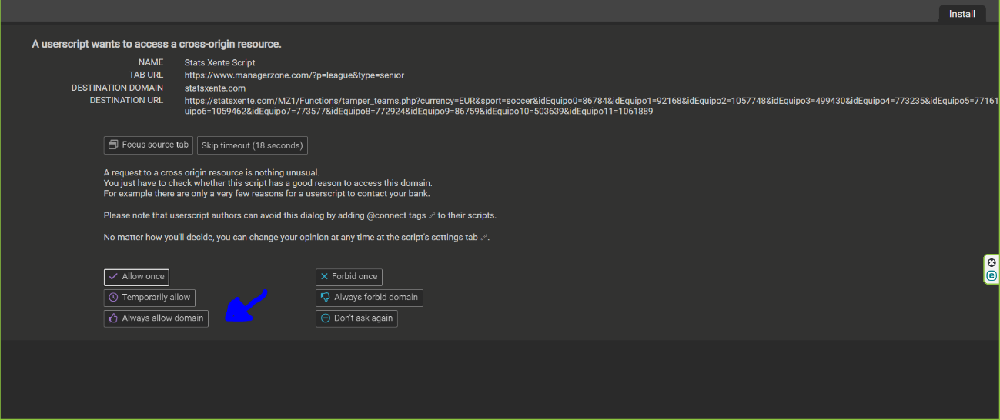 Install
A userscript wants to access a cross-origin resource.
NAME Stats Xente Script
TAB URL https://www.managerzone.com/?p=league&type=senior
DESTINATION DOMAIN statsxente.com
DESTINATION URL https://statsxente.com/MZ1/Functions/tamper_teams.php?currency=EUR&sport=soccer&idEquipo0=86784&idEquipo1=92168&idEquipo2=1057748&idEquipo3=499430&idEquipo4=773235&idEquipo5=77161
uipo6=1059462&idEquipo7=773577&idEquipo8=772924&idEquipo9=86759&idEquipo10=503639&idEquipo11=1061889
Focus source tab Skip timeout (18 seconds)
A request to a cross origin resource is nothing unusual.
You just have to check whether this script has a good reason to access this domain.
For example there are only a very few reasons for a userscript to contact your bank.
Please note that userscript authors can avoid this dialog by adding @connect tags to their scripts.
No matter how you'll decide, you can change your opinion at any time at the script's settings tab .
Allow once Forbid once
Temporarily allow Always forbid domain
Always allow domain Don't ask again